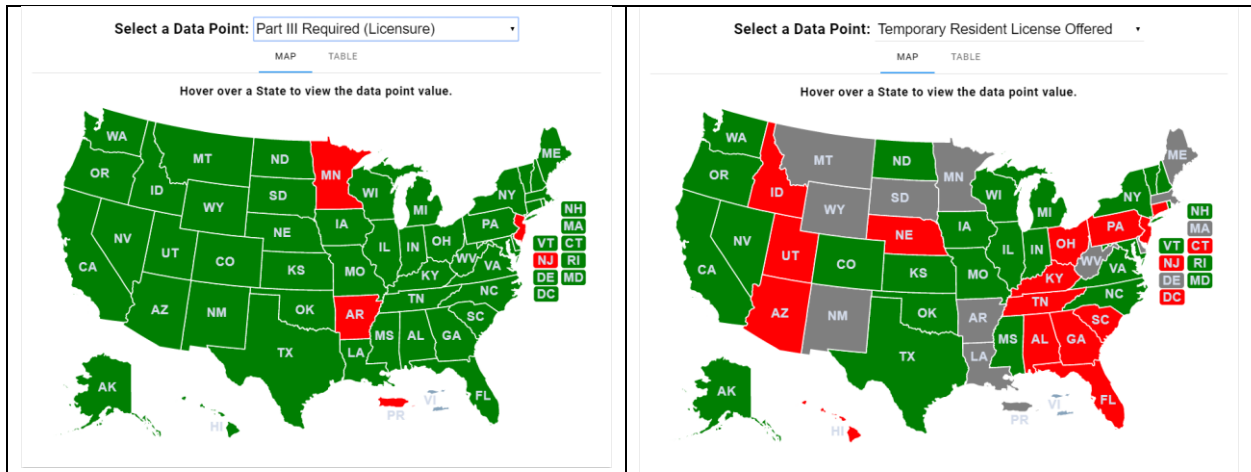 Select a Data Point: Part III Required (Licensure)
MAP TABLE
Hover over a State to view the data point value.
WA
MT
ND
MN
ME
OR
ID
SD
WI
NY
WY
MI
IA
PA
NE
NV
UT
CO
IL
IN
OH
CA
KS
MO
WV
VA
KY
NC
TN
AZ
NM
OK
AR
SC
MS
AL
GA
TX
LA
AK
FL
HI
PR
VI
NH
MA
VT CT
NJ RI
DE MD
DC
Select a Data Point: Temporary Resident License Offered
MAP TABLE
Hover over a State to view the data point value.
WA
MT
ND
MN
ME
OR
ID
SD
WI
NY
WY
MI
IA
PA
NE
NV
UT
CO
IL
IN
OH
CA
KS
MO
WV
VA
KY
NC
TN
AZ
NM
OK
AR
SC
MS
AL
GA
TX
LA
AK
FL
HI
PR
VI
NH
MA
VT CT
NJ RI
DE MD
DC